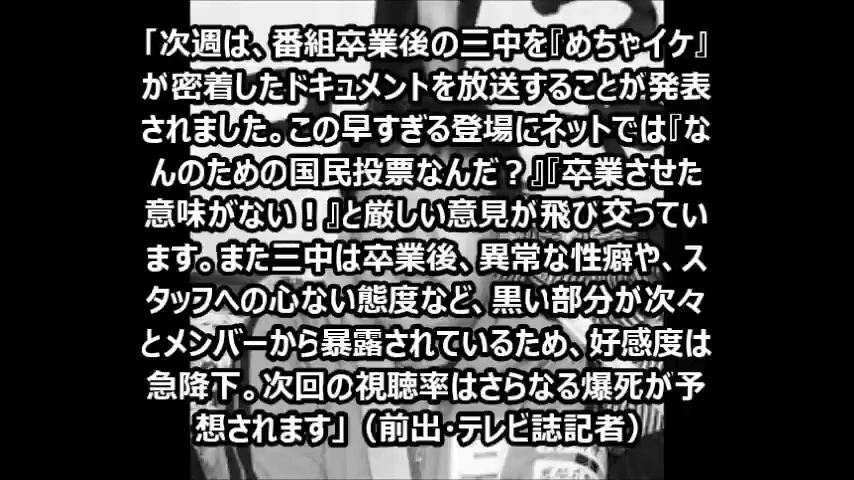 「次週は、番組卒業後の三中を『めちゃイケ』
が密着したドキュメントを放送することが発表
されました。この早すぎる登場にネットでは『な
んのための国民投票なんだ？』『卒業させた
意味がない！』と厳しい意見が飛び交ってい
ます。また三中は卒業後、異常な性癖や、ス
タッフへの心ない態度など、黒い部分が次々
とメンバーから暴露されているため、好感度は
急降下。次回の視聴率はさらなる爆死が予
想されます」（前出・テレビ誌記者）